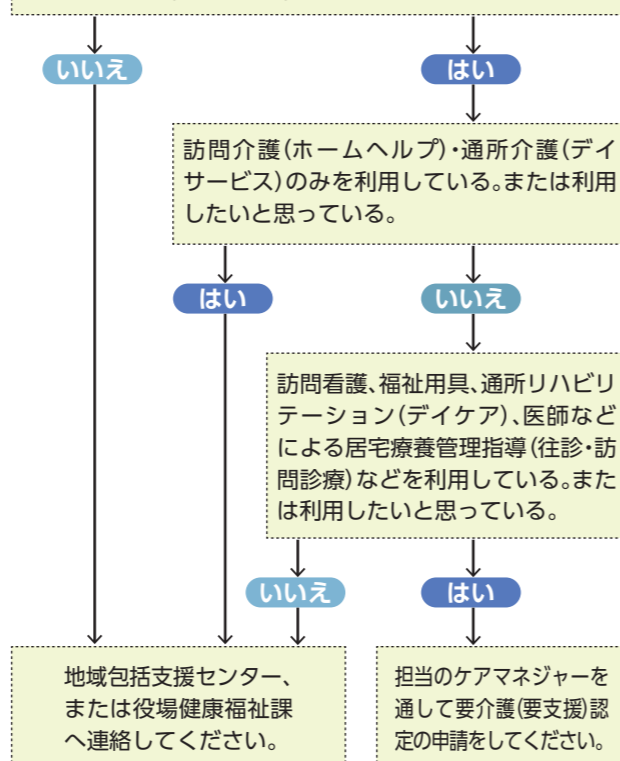 いいえ
はい
訪問介護(ホームヘルプ)・通所介護(デイ
サービス)のみを利用している。または利用
したいと思っている。
はい
いいえ
訪問看護、福祉用具、通所リハビリ
テーション(デイケア)、医師など
による居宅療養管理指導(往診・訪
問診療)などを利用している。また
は利用したいと思っている。
いいえ
はい
地域包括支援センター、
または役場健康福祉課
へ連絡してください。
担当のケアマネジャーを
通して要介護(要支援)認
定の申請をしてください。